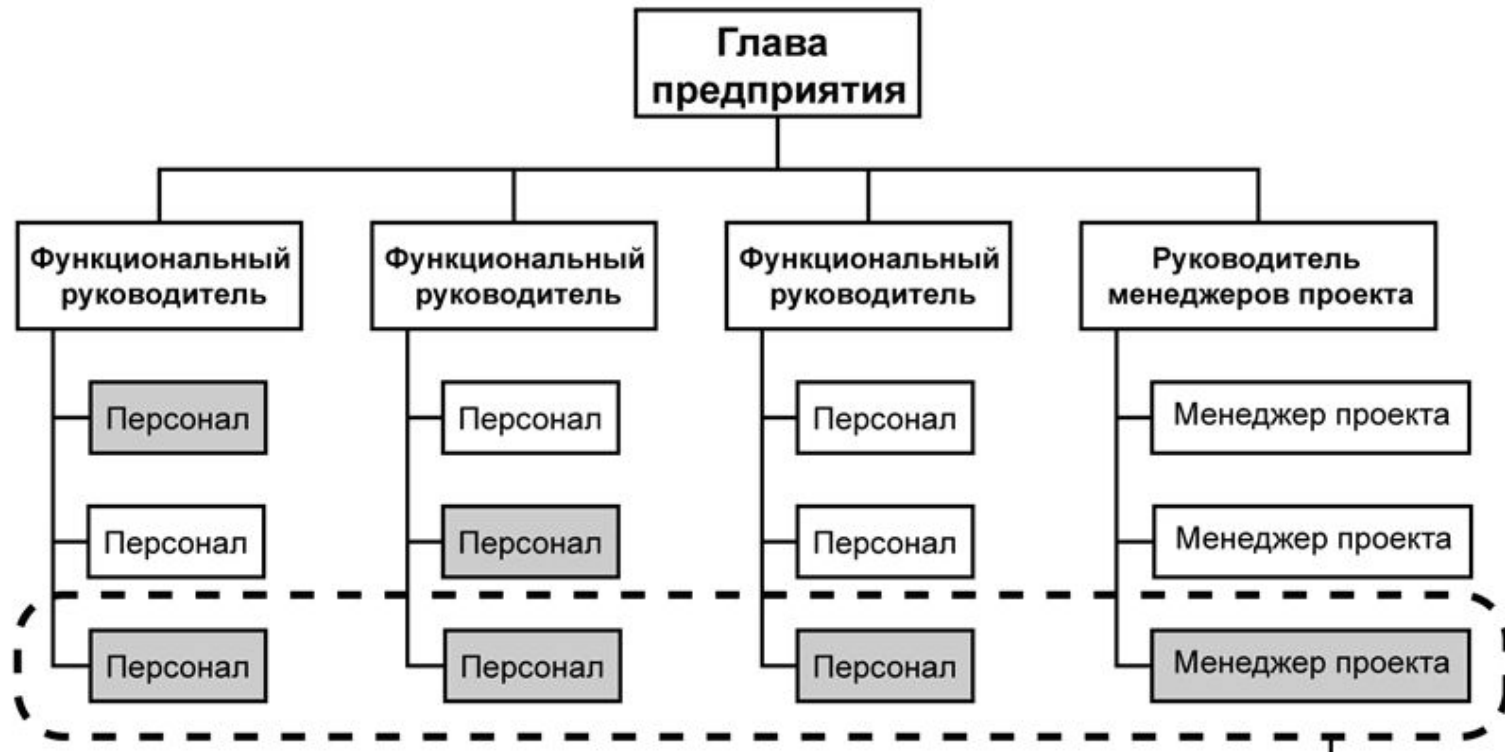 Глава
предприятия
Функциональный
руководитель
Функциональный
руководитель
Функциональный
руководитель
Руководитель
менеджеров проекта
Персонал
Персонал
Персонал
Менеджер проекта
Персонал
Персонал
Персонал
Менеджер проекта
Персонал
Персонал
Персонал
Менеджер проекта